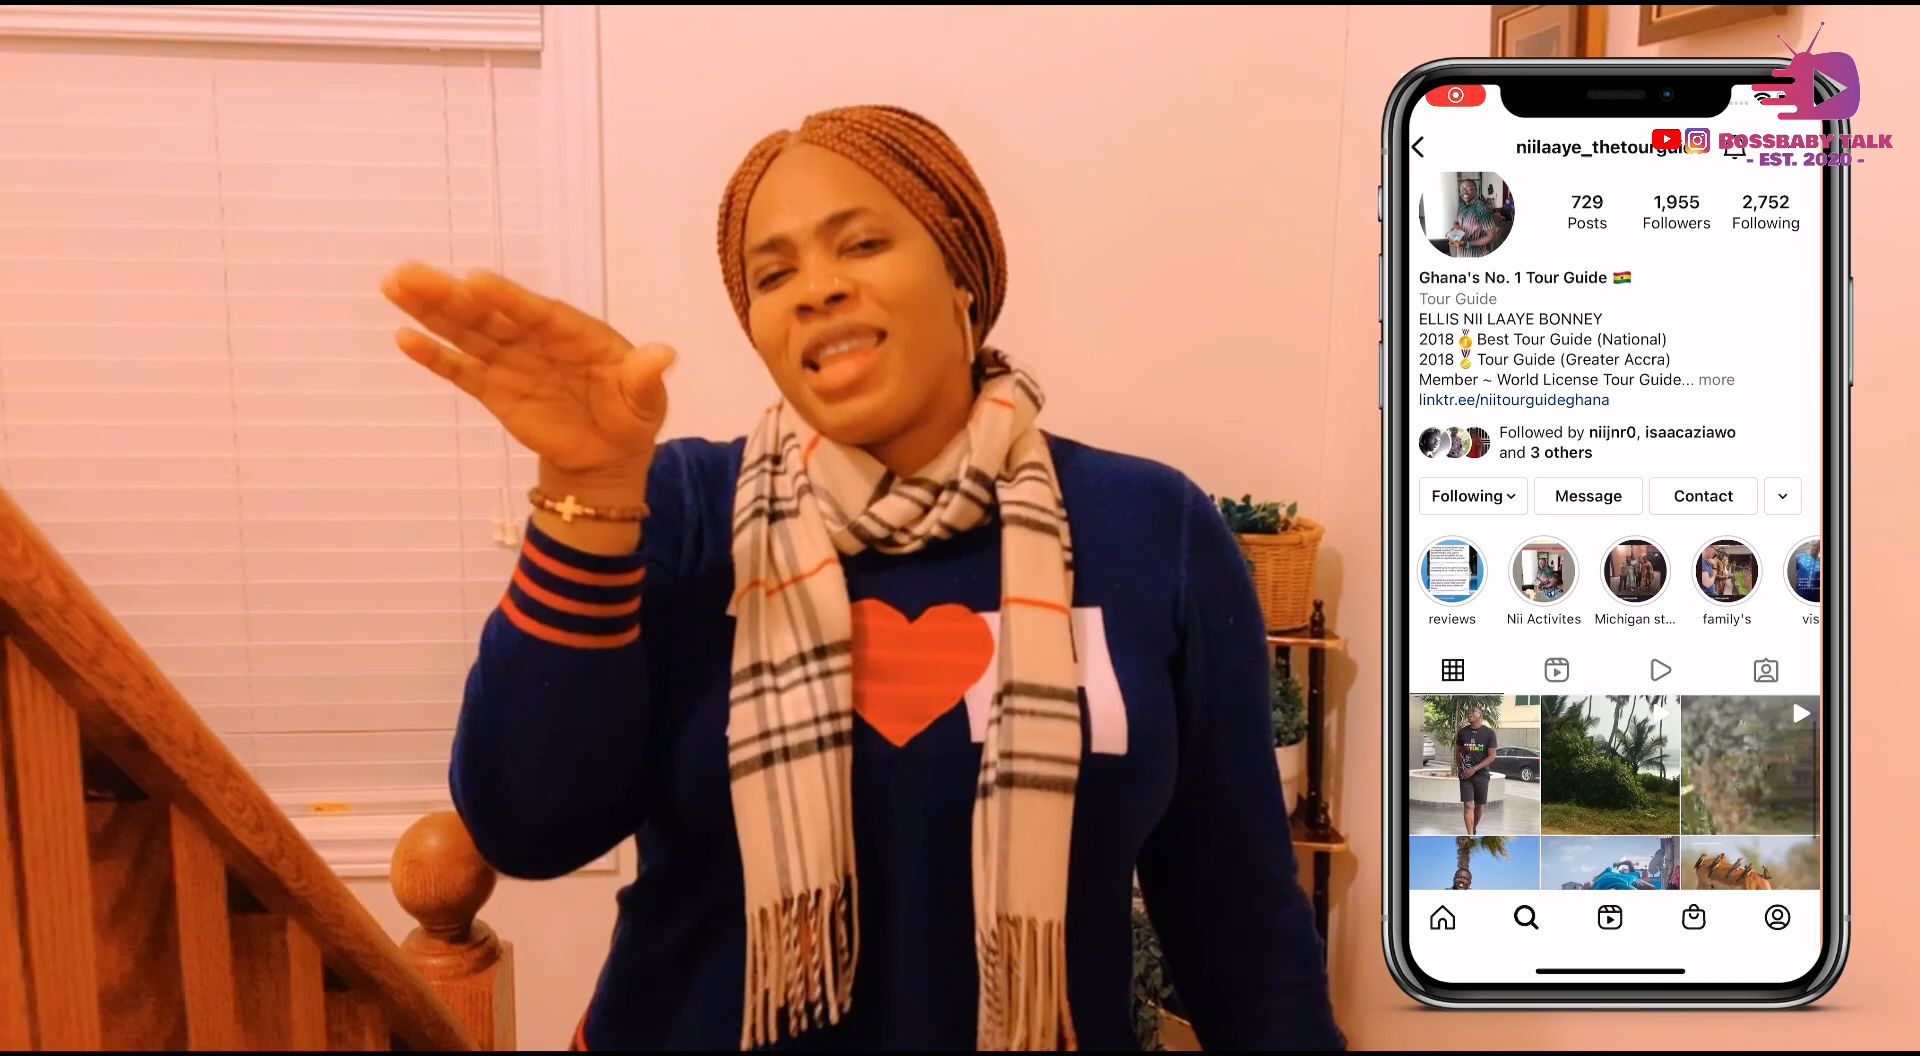 niilaaye_thetourgui
BOSSBABY TALK
- EST. 2020 -
729
Posts
1,955
Followers
2,752
Following
Ghana's No. 1 Tour Guide 🇬🇭
Tour Guide
ELLIS NII LAAYE BONNEY
2018 🥇 Best Tour Guide (National)
2018 🏅 Tour Guide (Greater Accra)
Member ~ World License Tour Guide... more
linktr.ee/niitourguideghana
Followed by niijnr0, isaacaziawo
and 3 others
Following
Message
Contact
reviews
Nii Activites
Michigan st...
family's
vis